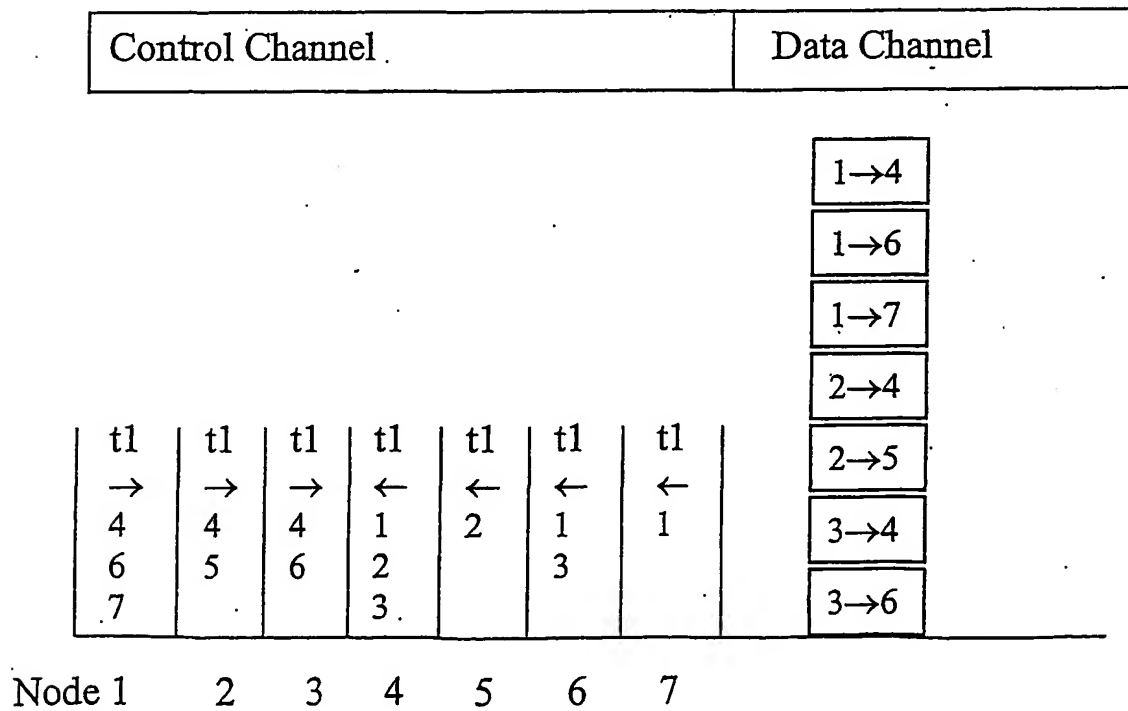 Control Channel Data Channel
1→4
1→6
1→7
2→4
2→5
3→4
3→6
t1 t1 t1 t1 t1 t1 t1
→ → → ← ← ← ←
4 4 4 1 2 1 1
6 5 6 2 3
7 3
Node 1 2 3 4 5 6 7